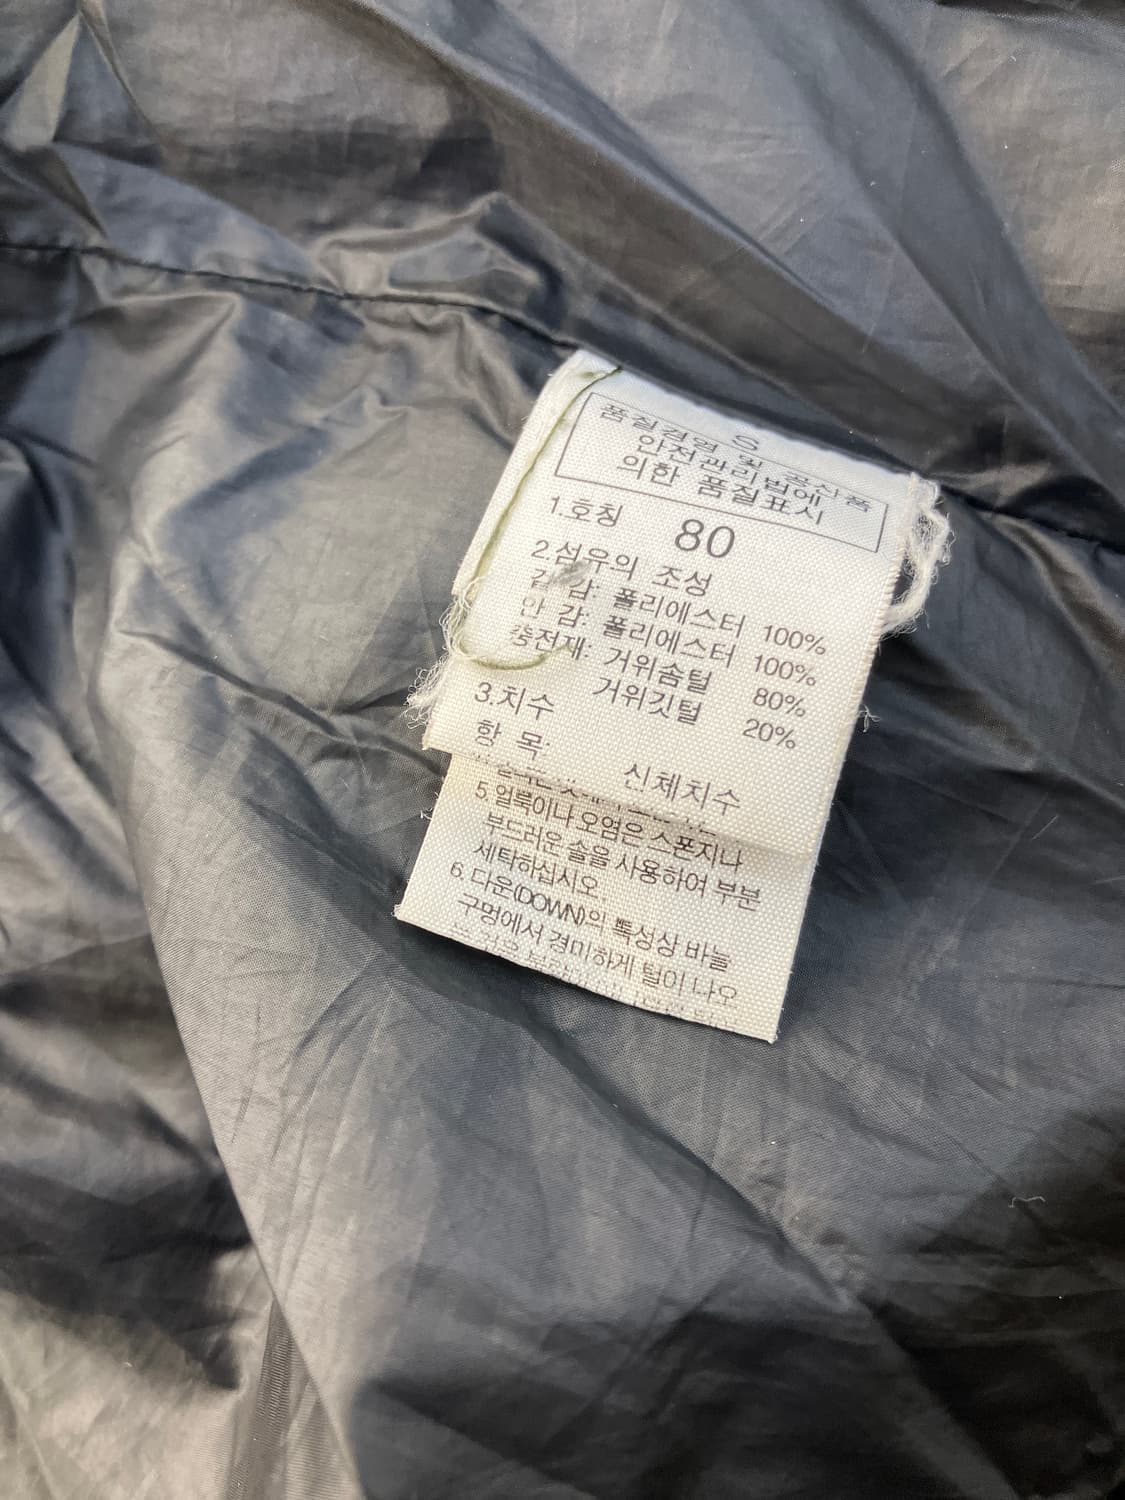 S
품질경영 및 공산품
안전관리법에
의한 품질표시
1.호칭 80
2.섬유의 조성
겉 감: 폴리에스터 100%
안 감: 폴리에스터 100%
충전재: 거위솜털 80%
거위깃털 20%
3.치수
항 목: 신체치수
5.얼룩이나 오염은 스폰지나
부드러운 솔을 사용하여 부분
세탁하십시오.
6.다운(DOWN)의 특성상 바늘
구멍에서 경미하게 털이 나오